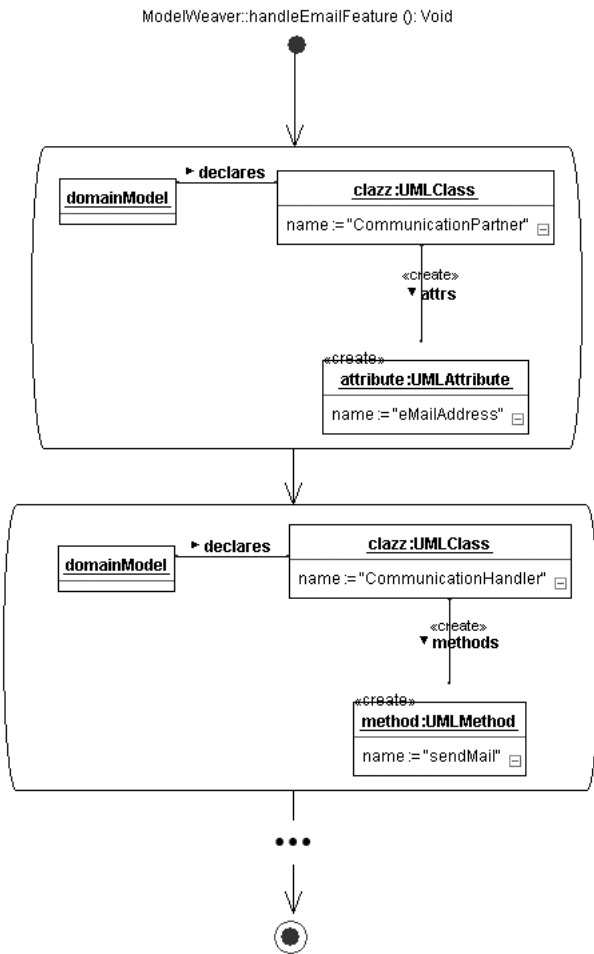 ModelWeaver::handleEmailFeature (): Void
declares
domainModel
clazz:UMLClass
name:="CommunicationPartner"
«create»
attrs
«create»
attribute:UMLAttribute
name:="eMailAddress"
declares
domainModel
clazz:UMLClass
name:="CommunicationHandler"
«create»
methods
«create»
method:UMLMethod
name:="sendMail"